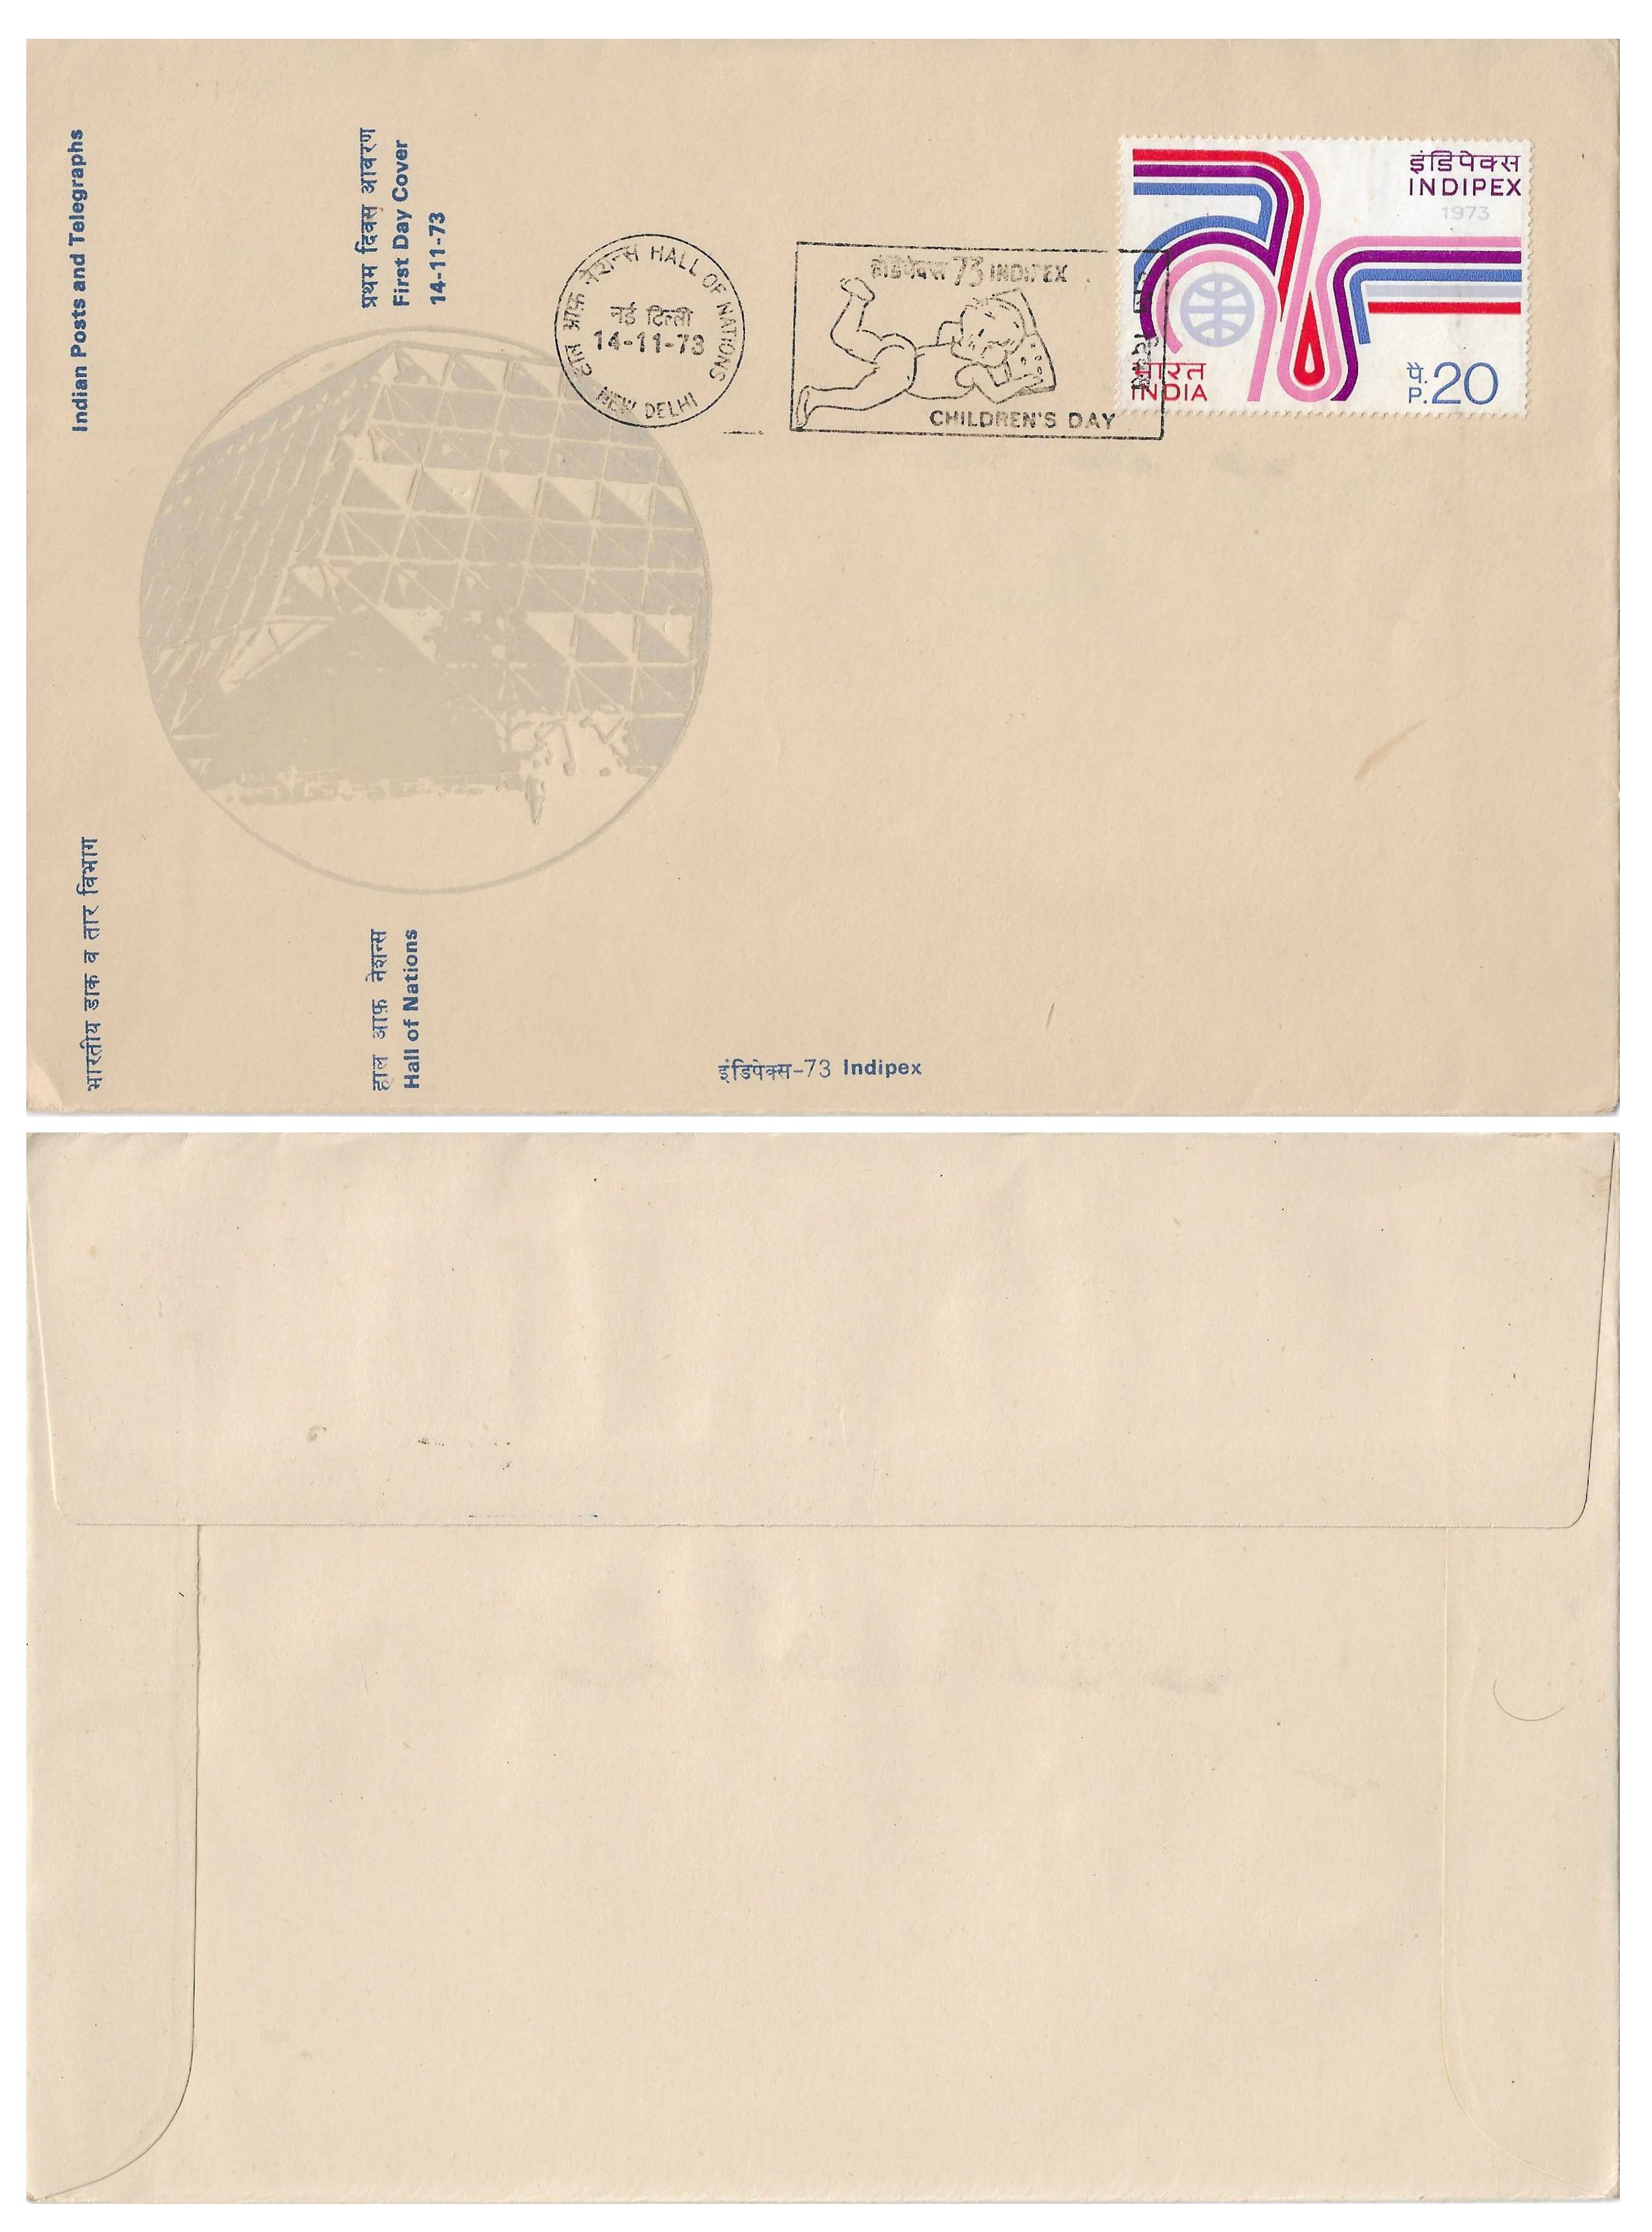 Indian Posts and Telegraphs
भारतीय डाक व तार विभाग
प्रथम दिवस आवरण
First Day Cover
14-11-73
हाल आफ़ नेशन्स
Hall of Nations
हाल आफ़ नेशन्स HALL OF NATIONS
नई दिल्ली
14-11-73
NEW DELHI
इंडिपेक्स 73 INDIPEX
CHILDREN'S DAY
दिवस
इंडिपेक्स
INDIPEX
1973
भारत
INDIA
पै.
P. 20
इंडिपेक्स-73 Indipex